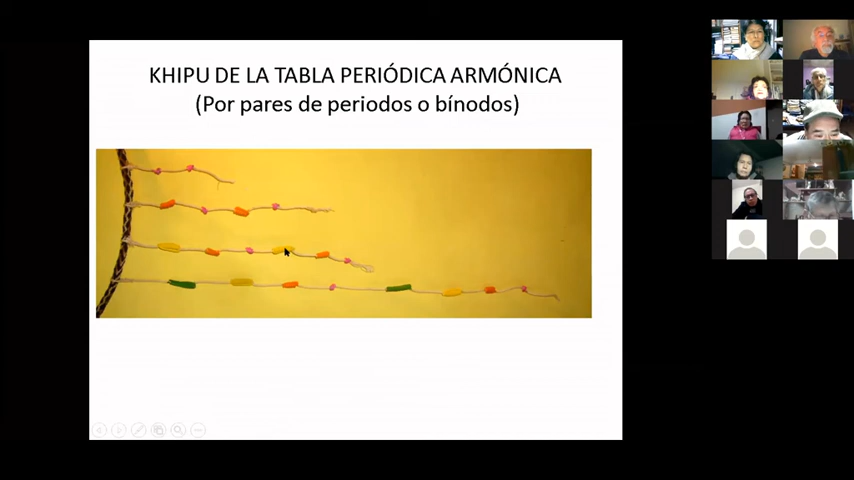 KHIPU DE LA TABLA PERIÓDICA ARMÓNICA
(Por pares de periodos o bínodos)